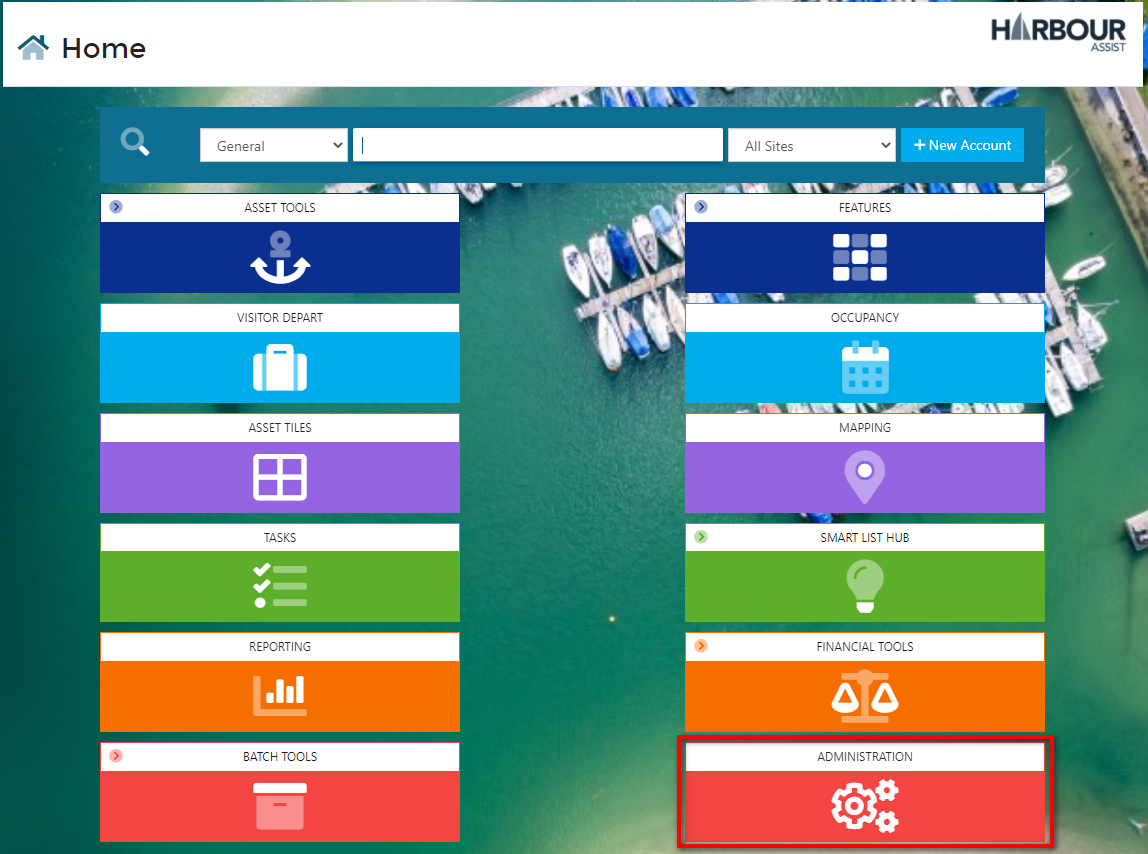 Home
HARBOUR
ASSIST
General
All Sites
+ New Account
ASSET TOOLS
FEATURES
VISITOR DEPART
OCCUPANCY
ASSET TILES
MAPPING
TASKS
SMART LIST HUB
REPORTING
FINANCIAL TOOLS
BATCH TOOLS
ADMINISTRATION